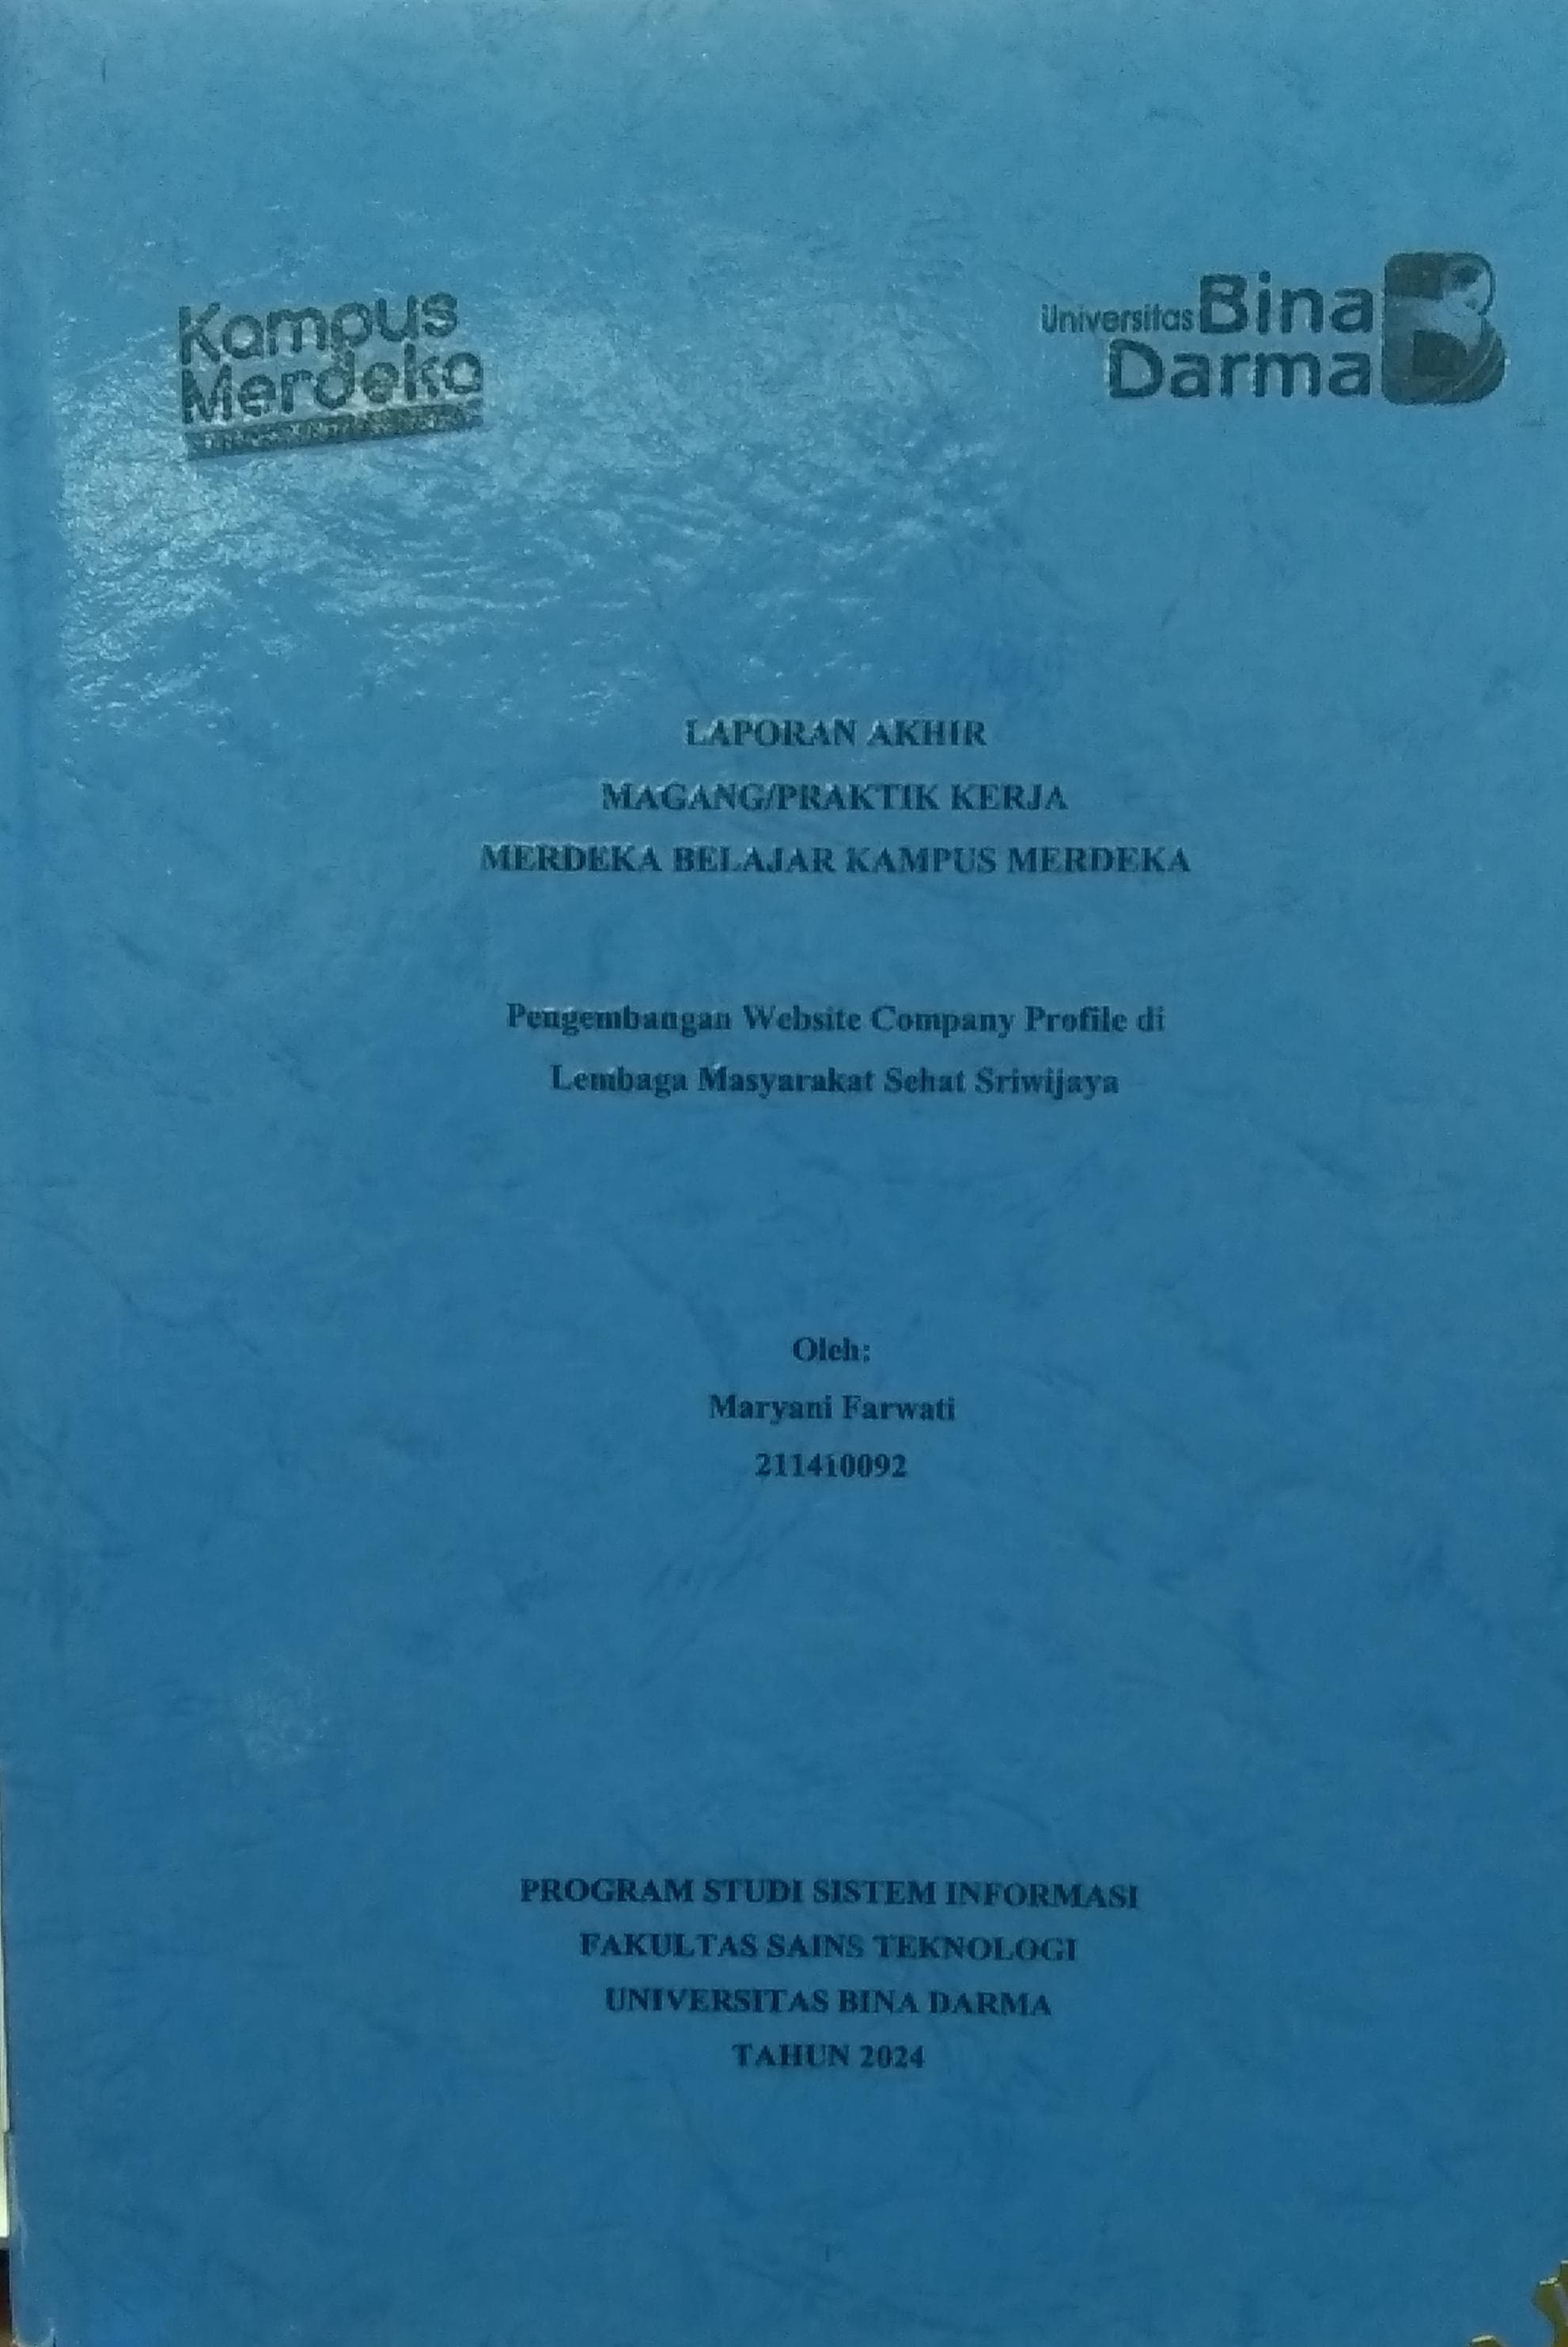 Kampus
Merdeka
Universitas Bina
Darma
LAPORAN AKHIR
MAGANG/PRAKTIK KERJA
MERDEKA BELAJAR KAMPUS MERDEKA
Pengembangan Website Company Profile di
Lembaga Masyarakat Sehat Sriwijaya
Oleh:
Maryani Farwati
211410092
PROGRAM STUDI SISTEM INFORMASI
FAKULTAS SAINS TEKNOLOGI
UNIVERSITAS BINA DARMA
TAHUN 2024